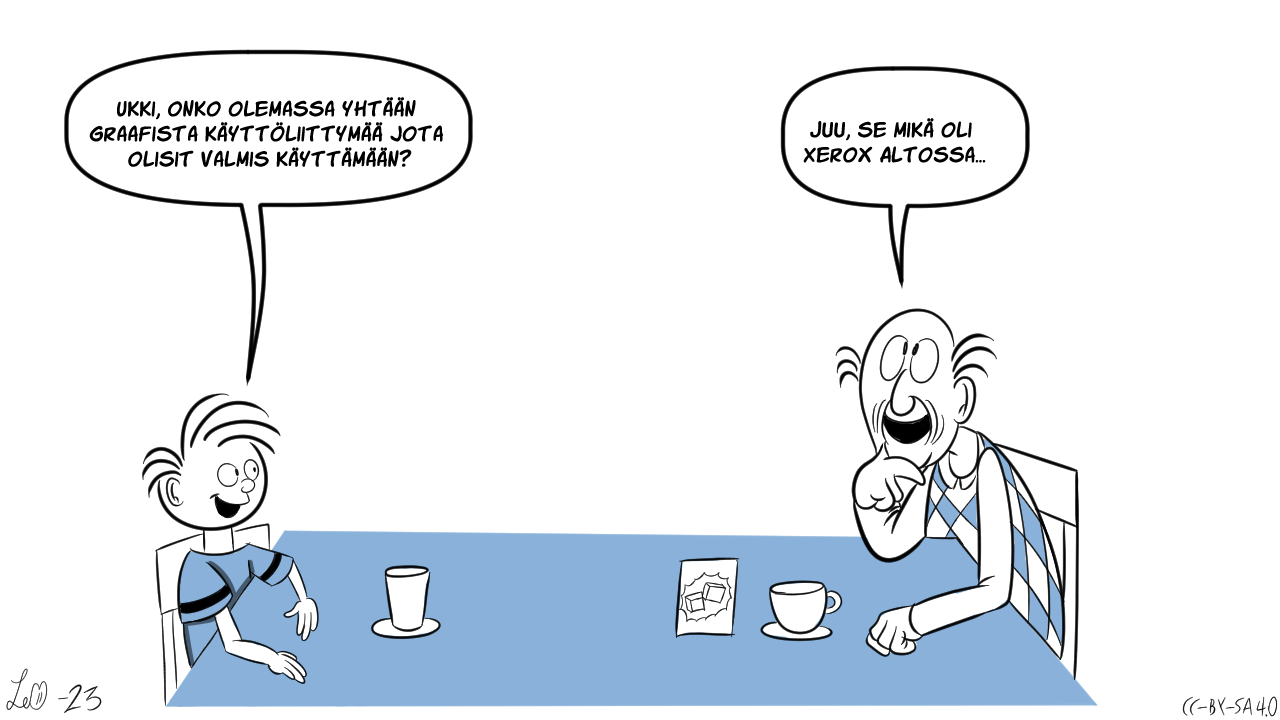 UKKI, ONKO OLEMASSA YHTÄÄN
GRAAFISTA KÄYTTÖLIITTYMÄÄ JOTA
OLISIT VALMIS KÄYTTÄMÄÄN?
JUU, SE MIKÄ OLI
XEROX ALTOSSA...
-23
CC-BY-SA 4.0